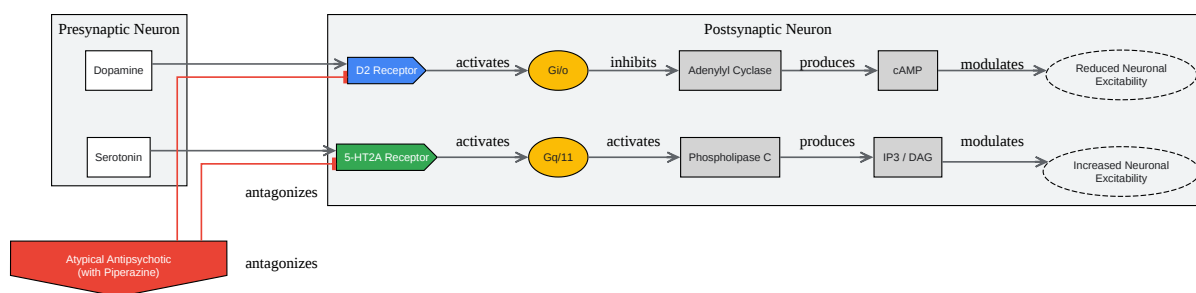 Presynaptic Neuron
Postsynaptic Neuron
Dopamine
D2 Receptor
activates
Gi/o
inhibits
Adenylyl Cyclase
produces
cAMP
modulates
Reduced Neuronal
Excitability
Serotonin
5-HT2A Receptor
activates
Gq/11
activates
Phospholipase C
produces
IP3 / DAG
modulates
Increased Neuronal
Excitability
antagonizes
Atypical Antipsychotic
(with Piperazine)
antagonizes